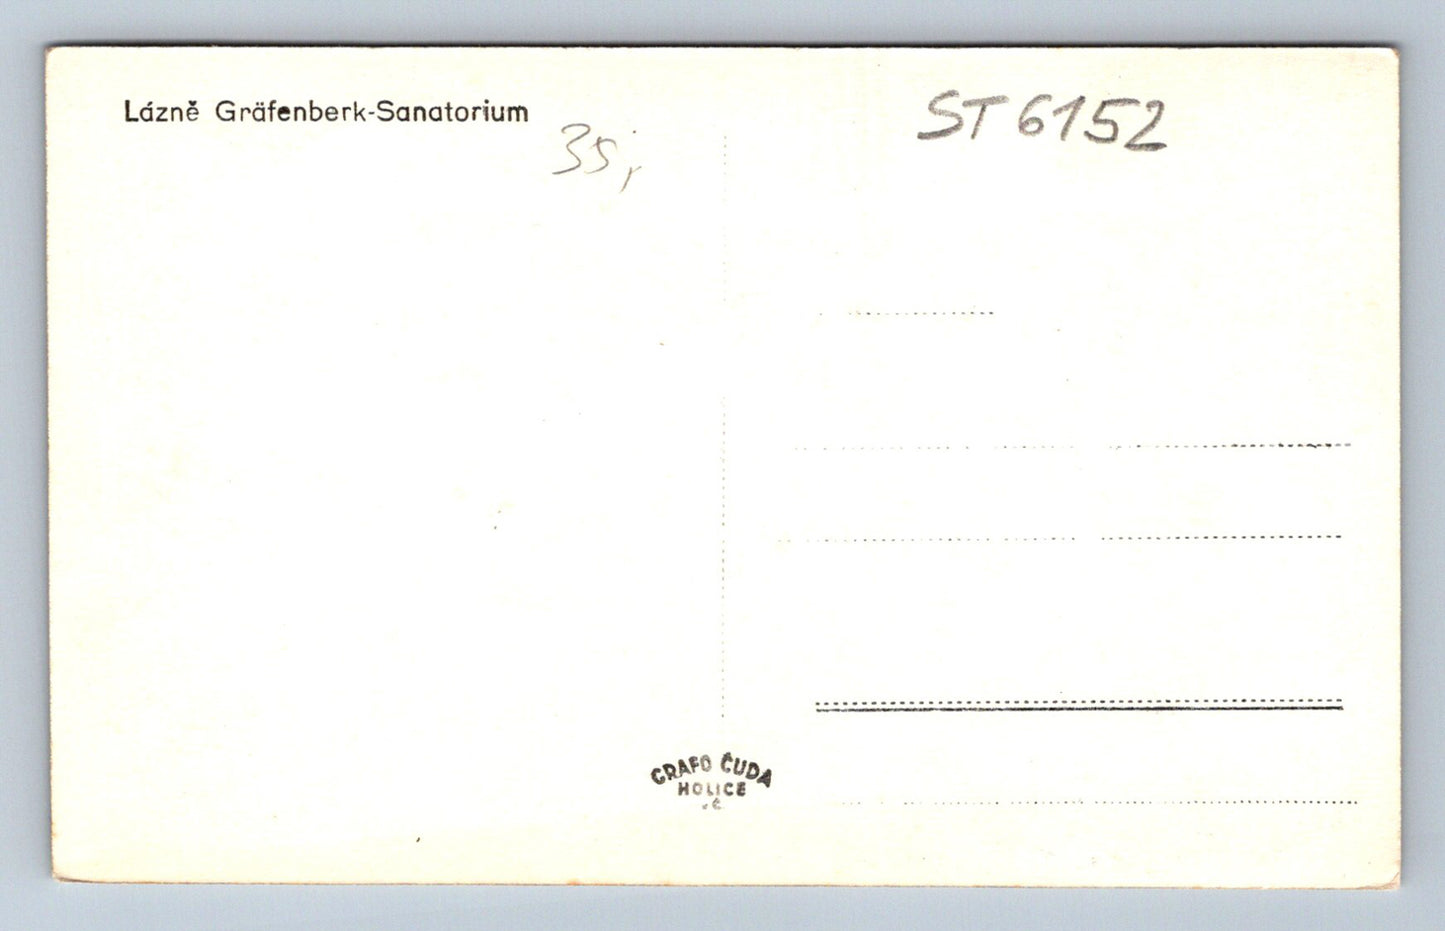 Lázně Gräfenberk-Sanatorium
35,
ST 6152
GRAFO ČUDA
HOLICE